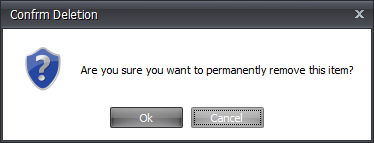 Confrm Deletion
Are you sure you want to permanently remove this item?
Ok
Cancel